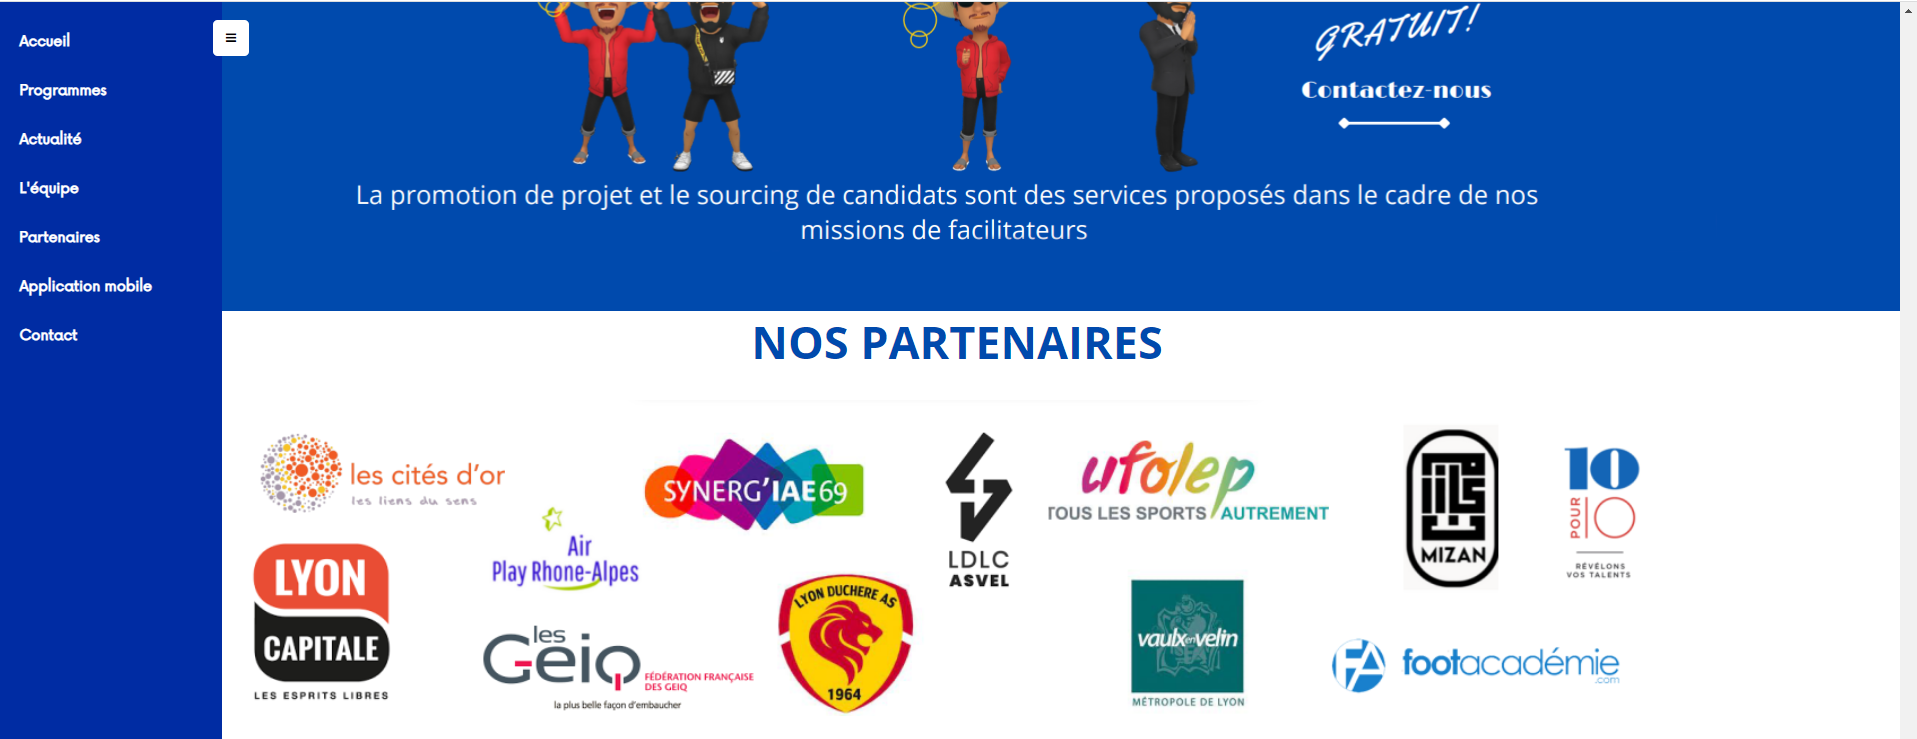 Accueil
Programmes
Actualité
L'équipe
Partenaires
Application mobile
Contact
GRATUIT!
Contactez-nous
La promotion de projet et le sourcing de candidats sont des services proposés dans le cadre de nos
missions de facilitateurs
NOS PARTENAIRES
les cités d'or
les liens du sens
SYNERG'IAE69
LDLC
ASVEL
ufolep
TOUS LES SPORTS AUTREMENT
MIZAN
10
POUR 10
RÉVÉLONS
VOS TALENTS
Air
Play Rhone-Alpes
LYON
CAPITALE
LES ESPRITS LIBRES
les
GEIQ
FÉDÉRATION FRANÇAISE
DES GEIQ
la plus belle façon d'embaucher
LYON DUCHERE AS
1964
vaulx en velin
MÉTROPOLE DE LYON
FA
footacadémie
.com